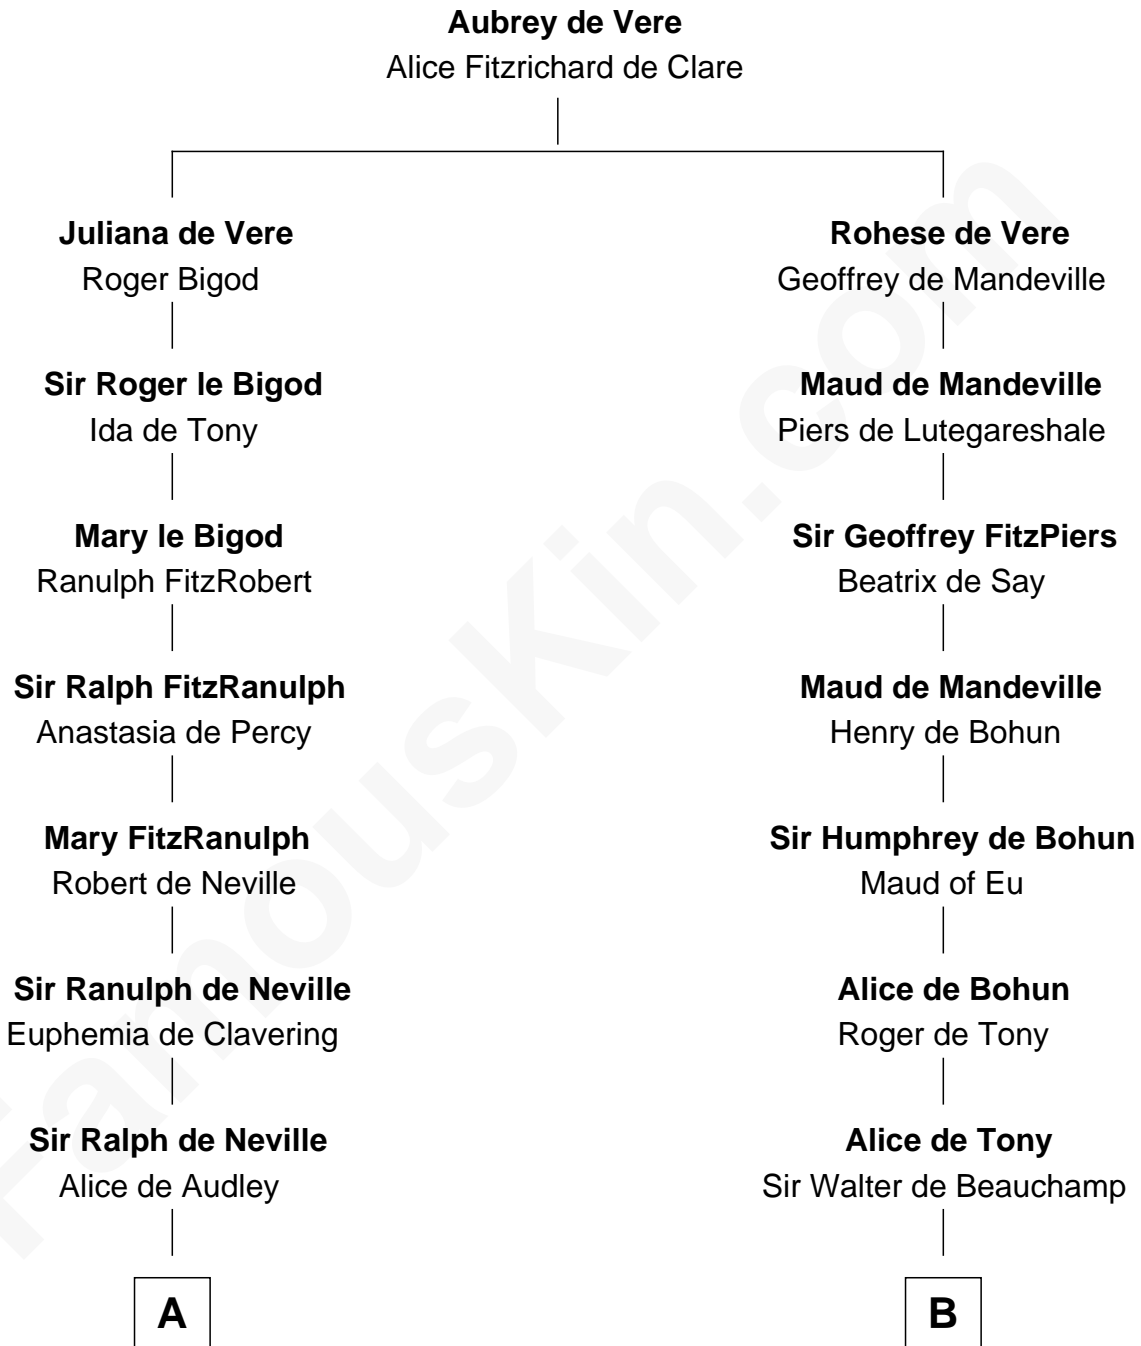 Aubrey de Vere
Alice Fitzrichard de Clare
Juliana de Vere
Roger Bigod
Rohese de Vere
Geoffrey de Mandeville
Sir Roger le Bigod
Ida de Tony
Maud de Mandeville
Piers de Lutegareshale
Mary le Bigod
Ranulph FitzRobert
Sir Geoffrey FitzPiers
Beatrix de Say
Sir Ralph FitzRanulph
Anastasia de Percy
Maud de Mandeville
Henry de Bohun
Mary FitzRanulph
Robert de Neville
Sir Humphrey de Bohun
Maud of Eu
Sir Ranulph de Neville
Euphemia de Clavering
Alice de Bohun
Roger de Tony
Sir Ralph de Neville
Alice de Audley
Alice de Tony
Sir Walter de Beauchamp
A
B
FamousKin.com